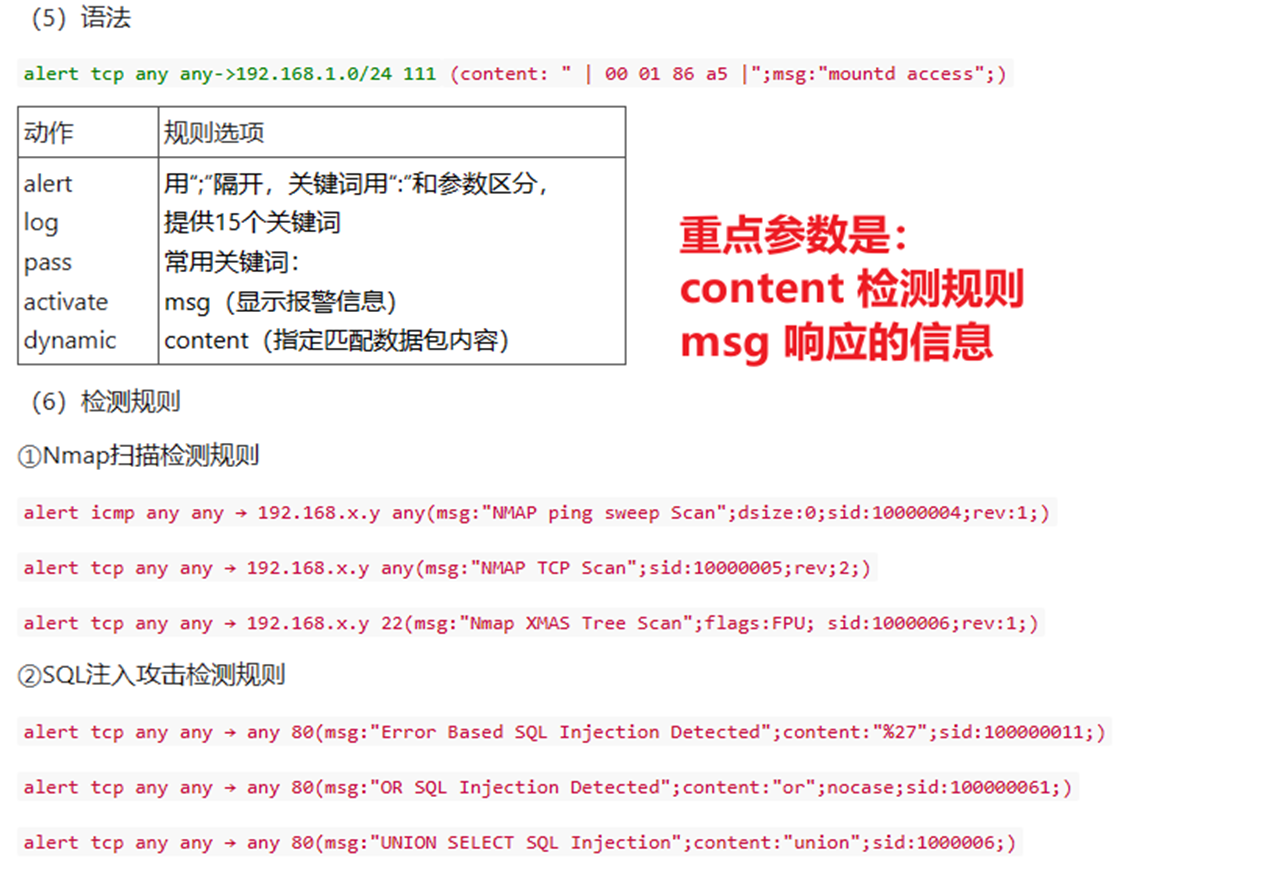 （5）语法
alert tcp any any->192.168.1.0/24 111 (content: " | 00 01 86 a5 |";msg:"mountd access";)
动作 规则选项
alert 用“;”隔开，关键词用“:”和参数区分，
log 提供15个关键词
pass 常用关键词：
activate msg（显示报警信息）
dynamic content（指定匹配数据包内容）
重点参数是：
content 检测规则
msg 响应的信息
（6）检测规则
①Nmap扫描检测规则
alert icmp any any → 192.168.x.y any(msg:"NMAP ping sweep Scan";dsize:0;sid:10000004;rev:1;)
alert tcp any any → 192.168.x.y any(msg:"NMAP TCP Scan";sid:10000005;rev;2;)
alert tcp any any → 192.168.x.y 22(msg:"Nmap XMAS Tree Scan";flags:FPU; sid:1000006;rev:1;)
②SQL注入攻击检测规则
alert tcp any any → any 80(msg:"Error Based SQL Injection Detected";content:"%27";sid:100000011;)
alert tcp any any → any 80(msg:"OR SQL Injection Detected";content:"or";nocase;sid:100000061;)
alert tcp any any → any 80(msg:"UNION SELECT SQL Injection";content:"union";sid:1000006;)